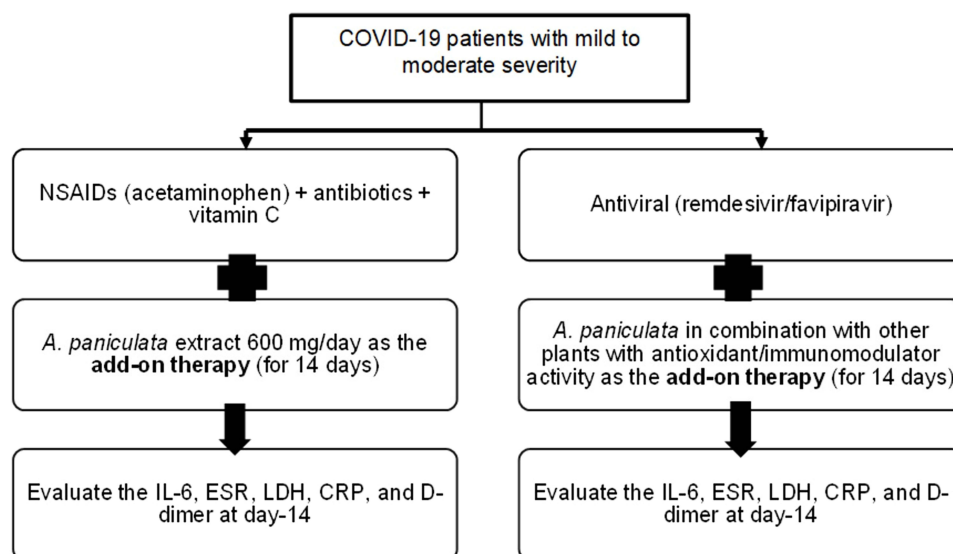 COVID-19 patients with mild to
moderate severity
NSAIDs (acetaminophen) + antibiotics +
vitamin C
Antiviral (remdesivir/favipiravir)
A. paniculata extract 600 mg/day as the
add-on therapy (for 14 days)
A. paniculata in combination with other
plants with antioxidant/immunomodulator
activity as the add-on therapy (for 14 days)
Evaluate the IL-6, ESR, LDH, CRP, and D-
dimer at day-14
Evaluate the IL-6, ESR, LDH, CRP, and D-
dimer at day-14